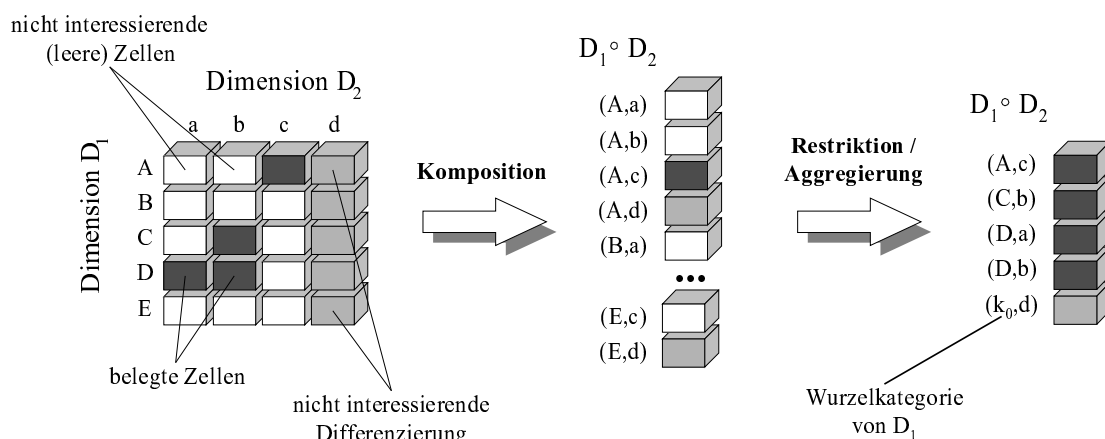 nicht interessierende
(leere) Zellen
Dimension D2
a b c d
Dimension D1
A
B
C
D
E
belegte Zellen
nicht interessierende
Differenzierung
Komposition
D1 ∘ D2
(A,a)
(A,b)
(A,c)
(A,d)
(B,a)
•••
(E,c)
(E,d)
Restriktion /
Aggregierung
D1 ∘ D2
(A,c)
(C,b)
(D,a)
(D,b)
(k0,d)
Wurzelkategorie
von D1